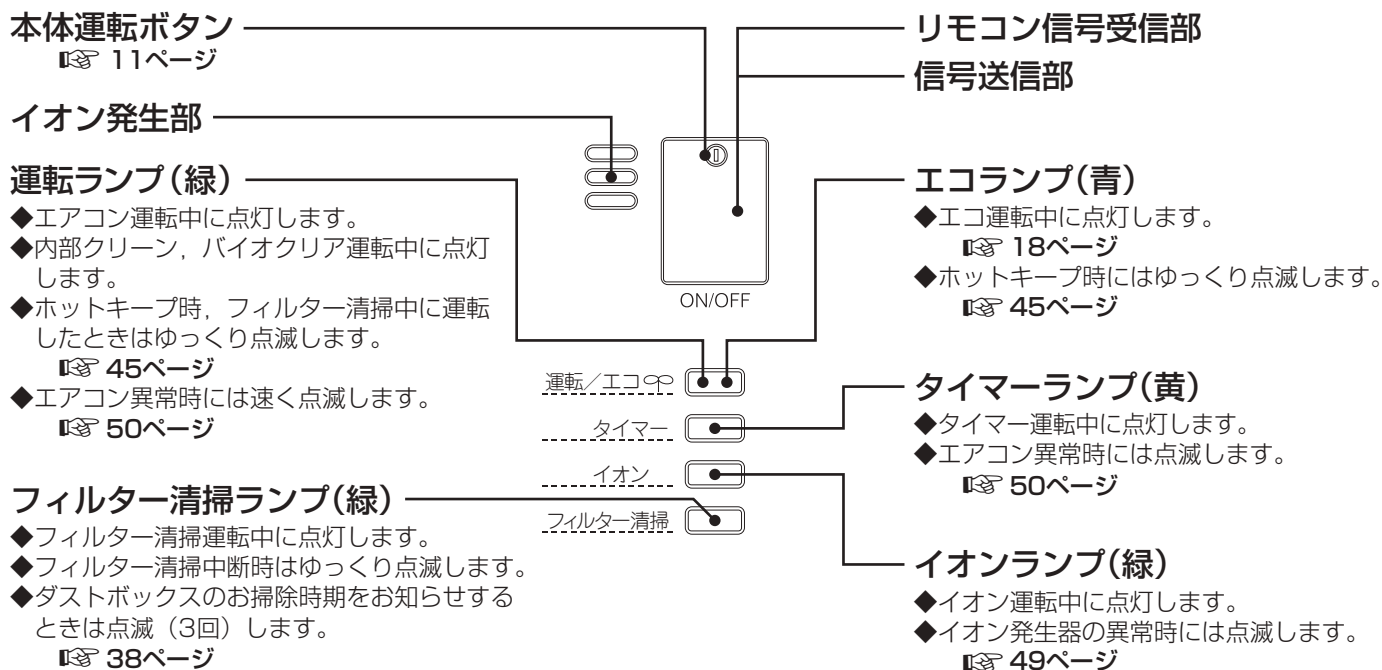 本体運転ボタン
☞ 11ページ
イオン発生部
運転ランプ(緑)
◆エアコン運転中に点灯します。
◆内部クリーン,バイオクリア運転中に点灯
します。
◆ホットキープ時,フィルター清掃中に運転
したときはゆっくり点滅します。
☞ 45ページ
◆エアコン異常時には速く点滅します。
☞ 50ページ
フィルター清掃ランプ(緑)
◆フィルター清掃運転中に点灯します。
◆フィルター清掃中断時はゆっくり点滅します。
◆ダストボックスのお掃除時期をお知らせする
ときは点滅(3回)します。
☞ 38ページ
ON/OFF
運転/エコ
タイマー
イオン
フィルター清掃
リモコン信号受信部
信号送信部
エコランプ(青)
◆エコ運転中に点灯します。
☞ 18ページ
◆ホットキープ時にはゆっくり点滅します。
☞ 45ページ
タイマーランプ(黄)
◆タイマー運転中に点灯します。
◆エアコン異常時には点滅します。
☞ 50ページ
イオンランプ(緑)
◆イオン運転中に点灯します。
◆イオン発生器の異常時には点滅します。
☞ 49ページ